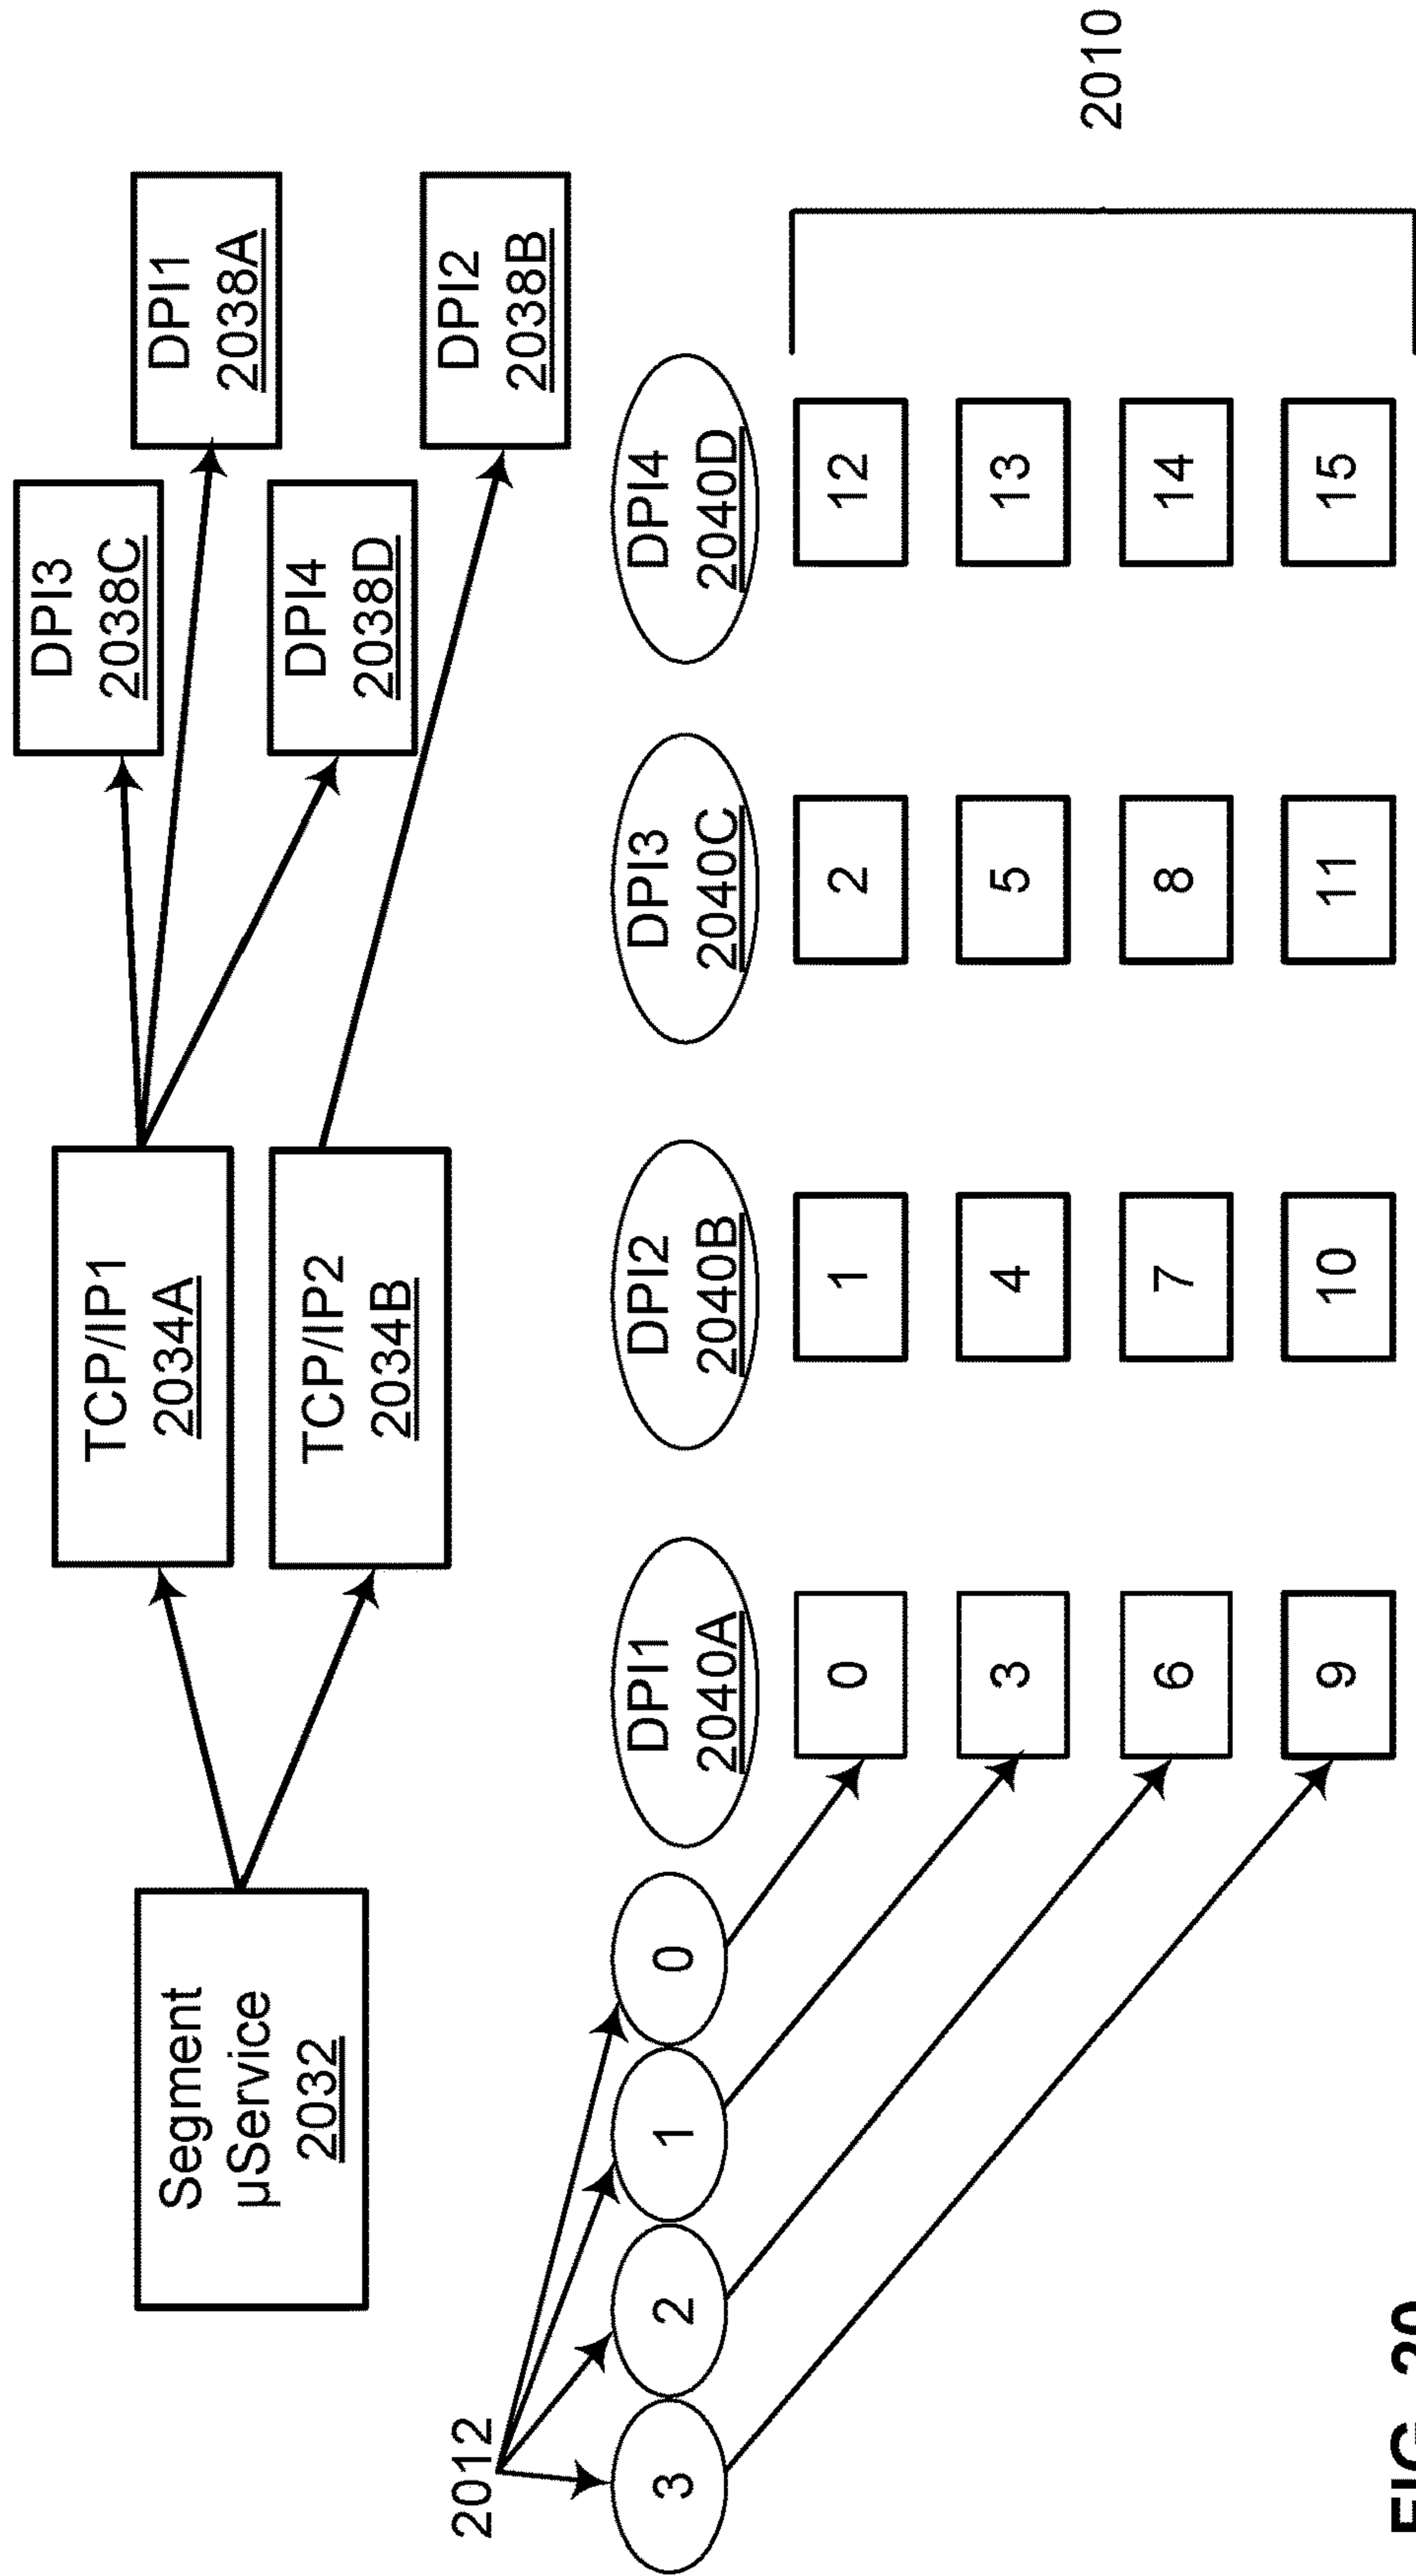 DPI3
2038C
DPI1
2038A
TCP/IP1
2034A
Segment
µService
2032
DPI4
2038D
TCP/IP2
2034B
DPI2
2038B
2012
3
2
1
0
DPI1
2040A
DPI2
2040B
DPI3
2040C
DPI4
2040D
0
1
2
12
3
4
5
13
6
7
8
14
9
10
11
15
2010
FIG. 20